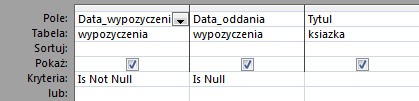 Pole: Data_wypozyczeni Data_oddania Tytul
Tabela: wypozyczenia wypozyczenia ksiazka
Sortuj:
Pokaż:
Kryteria: Is Not Null Is Null
lub: